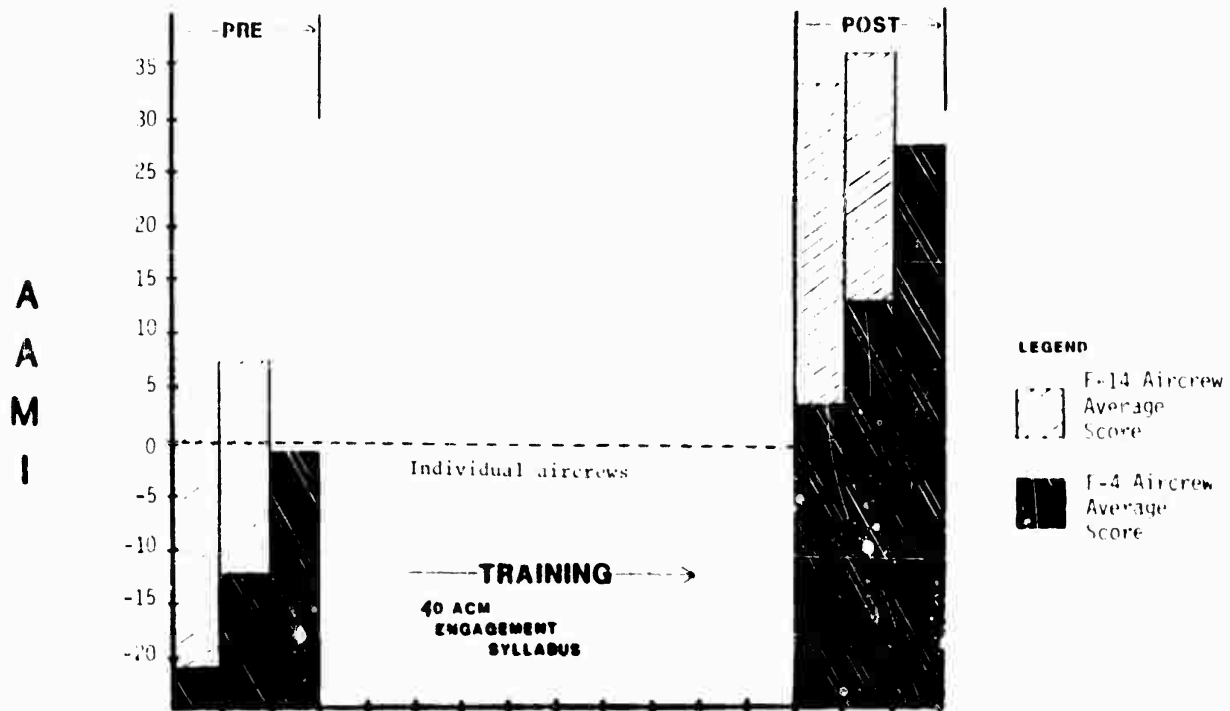 PRE
POST
35
30
25
20
15
10
5
0
-5
-10
-15
-20
A
A
M
I
Individual aircrews
TRAINING
40 ACM
ENGAGEMENT
SYLLABUS
LEGEND
F-14 Aircrew
Average
Score
F-4 Aircrew
Average
Score